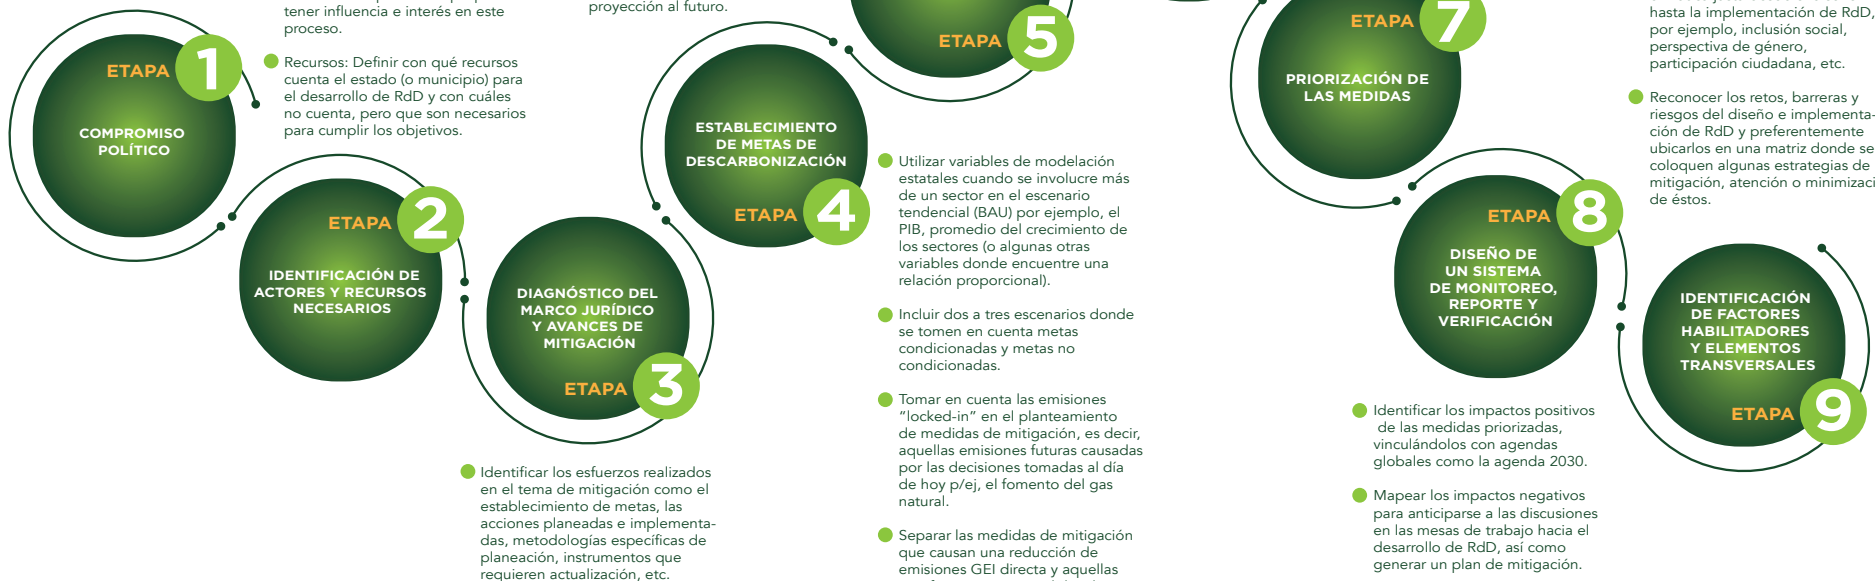 tener influencia e interés en este
proceso.
Recursos: Definir con qué recursos
cuenta el estado (o municipio) para
el desarrollo de RdD y con cuáles
no cuenta, pero que son necesarios
para cumplir los objetivos.
ETAPA 1
COMPROMISO
POLÍTICO
ETAPA 2
IDENTIFICACIÓN DE
ACTORES Y RECURSOS
NECESARIOS
DIAGNÓSTICO DEL
MARCO JURÍDICO
Y AVANCES DE
MITIGACIÓN
ETAPA 3
Identificar los esfuerzos realizados
en el tema de mitigación como el
establecimiento de metas, las
acciones planeadas e implementa-
das, metodologías específicas de
planeación, instrumentos que
requieren actualización, etc.
proyección al futuro.
ESTABLECIMIENTO
DE METAS DE
DESCARBONIZACIÓN
ETAPA 4
ETAPA 5
Utilizar variables de modelación
estatales cuando se involucre más
de un sector en el escenario
tendencial (BAU) por ejemplo, el
PIB, promedio del crecimiento de
los sectores (o algunas otras
variables donde encuentre una
relación proporcional).
Incluir dos a tres escenarios donde
se tomen en cuenta metas
condicionadas y metas no
condicionadas.
Tomar en cuenta las emisiones
“locked-in” en el planteamiento
de medidas de mitigación, es decir,
aquellas emisiones futuras causadas
por las decisiones tomadas al día
de hoy p/ej, el fomento del gas
natural.
Separar las medidas de mitigación
que causan una reducción de
emisiones GEI directa y aquellas
ETAPA 7
PRIORIZACIÓN DE
LAS MEDIDAS
ETAPA 8
DISEÑO DE
UN SISTEMA
DE MONITOREO,
REPORTE Y
VERIFICACIÓN
Identificar los impactos positivos
de las medidas priorizadas,
vinculándolos con agendas
globales como la agenda 2030.
Mapear los impactos negativos
para anticiparse a las discusiones
en las mesas de trabajo hacia el
desarrollo de RdD, así como
generar un plan de mitigación.
hasta la implementación de RdD,
por ejemplo, inclusión social,
perspectiva de género,
participación ciudadana, etc.
Reconocer los retos, barreras y
riesgos del diseño e implementa-
ción de RdD y preferentemente
ubicarlos en una matriz donde se
coloquen algunas estrategias de
mitigación, atención o minimizaci
de éstos.
IDENTIFICACIÓN
DE FACTORES
HABILITADORES
Y ELEMENTOS
TRANSVERSALES
ETAPA 9